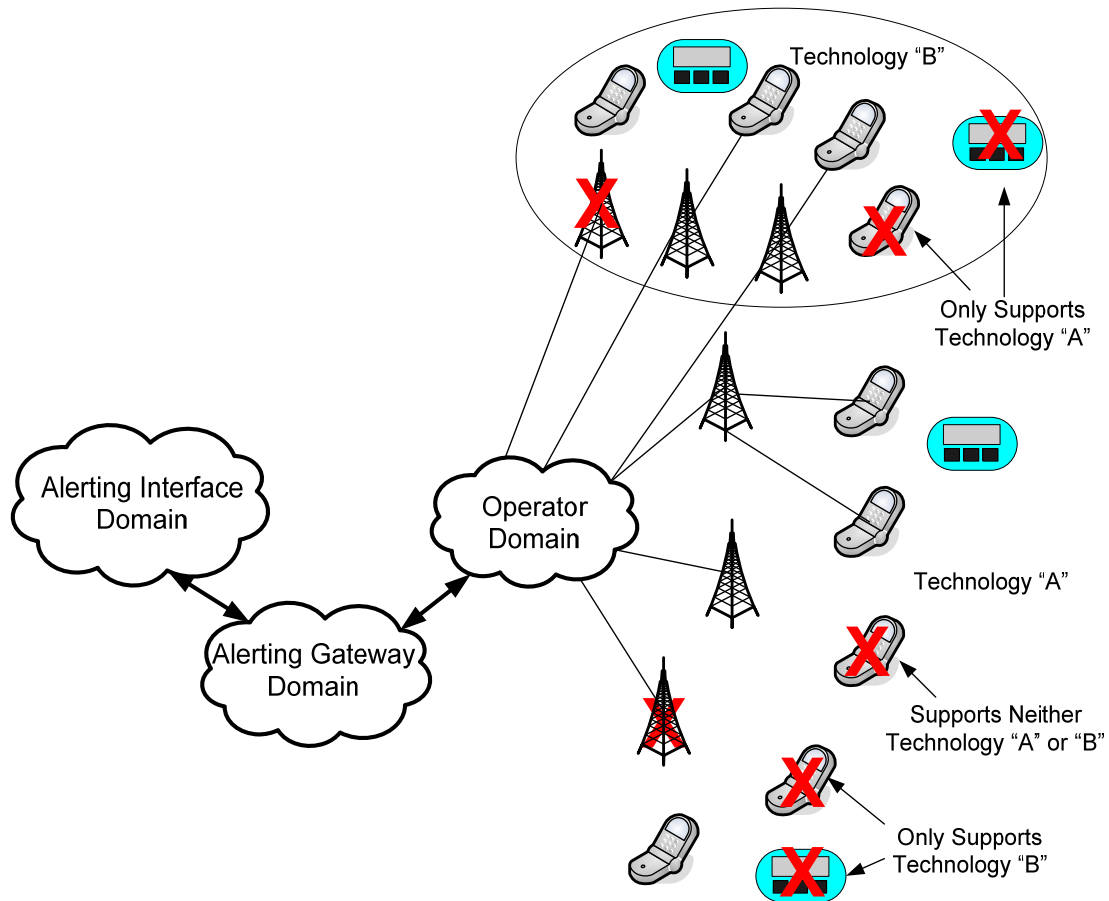 Technology “B”
Only Supports
Technology “A”
Alerting Interface
Domain
Operator
Domain
Technology “A”
Alerting Gateway
Domain
Supports Neither
Technology “A” or “B”
Only Supports
Technology “B”